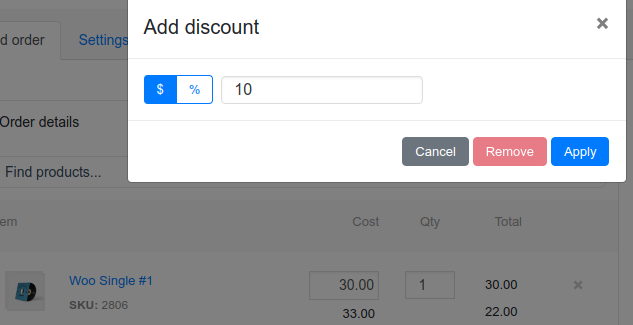 Add discount ×
$ % 10
Cancel Remove Apply
d order Settings
Order details
Find products...
em Cost Qty Total
Woo Single #1 30.00 1 30.00 ×
SKU: 2806 33.00 22.00